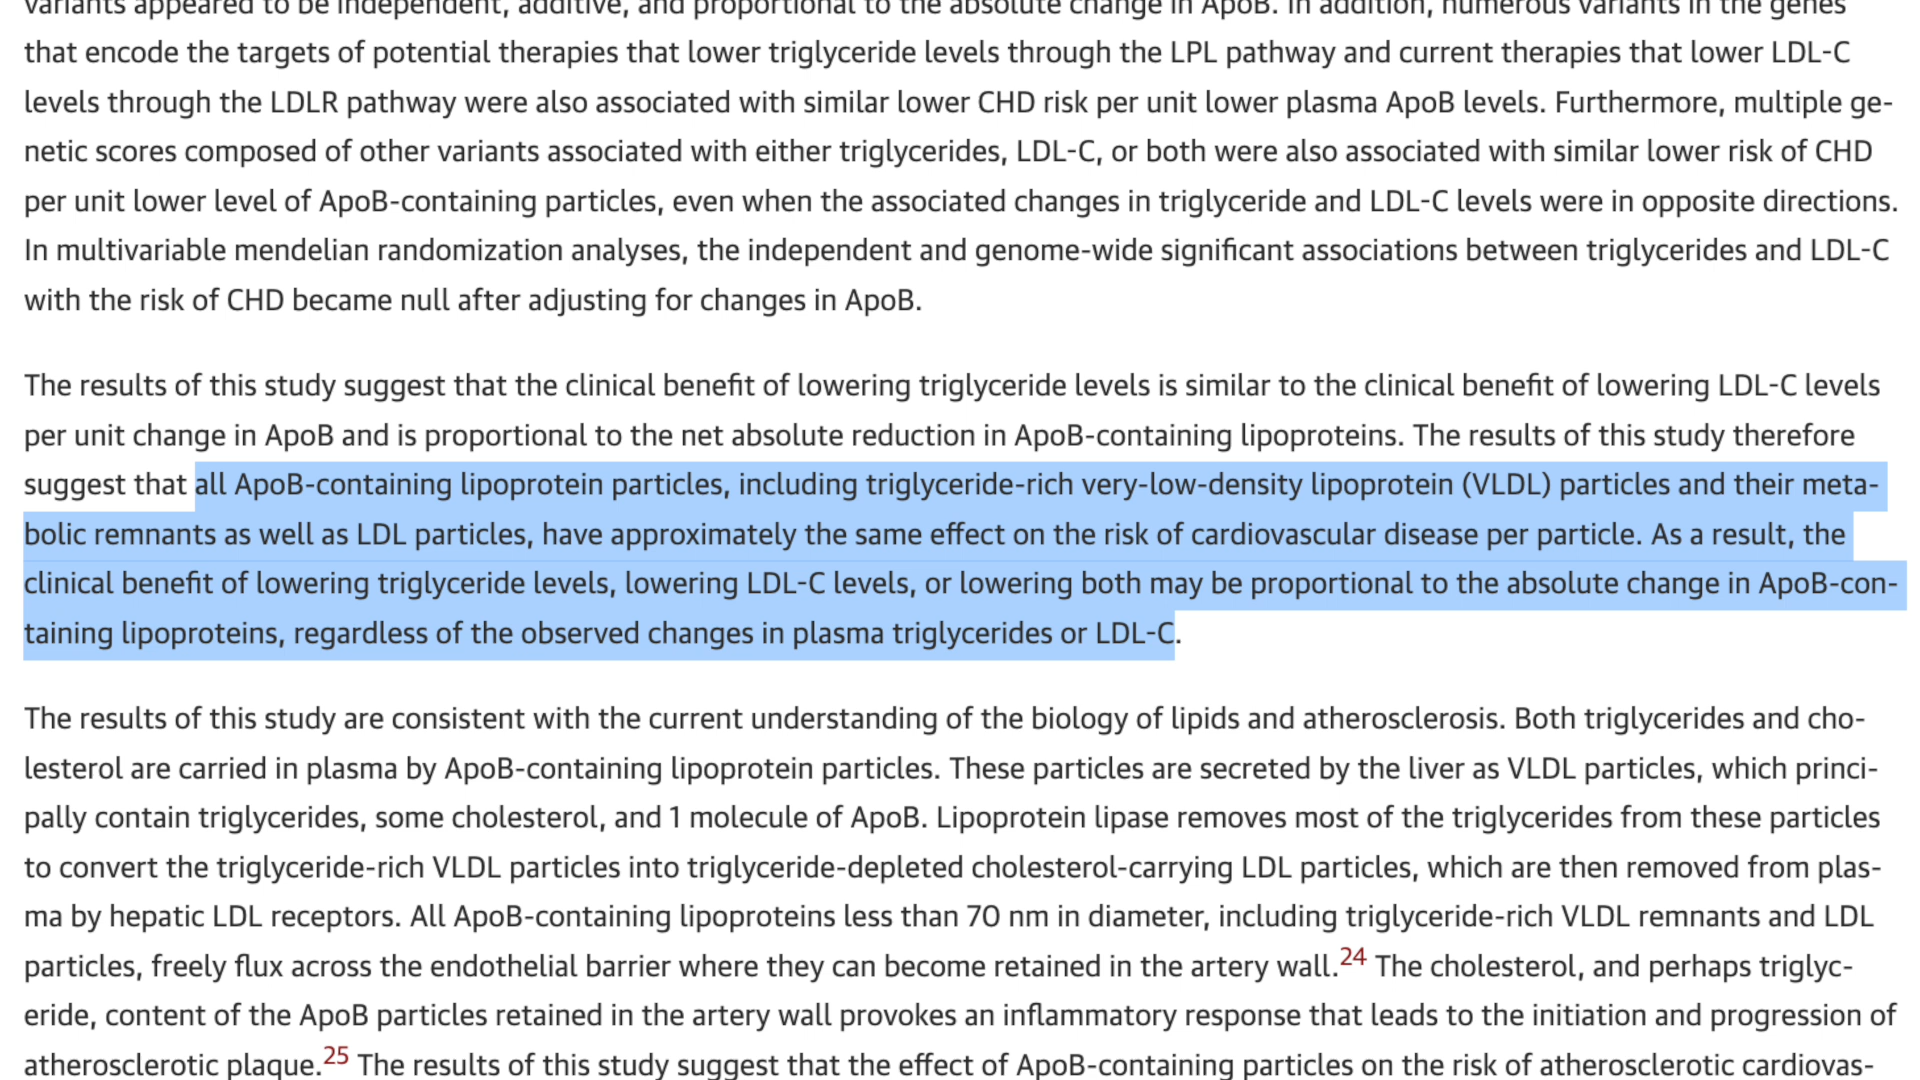 variants appeared to be independent, additive, and proportional to the absolute change in ApoB. In addition, numerous variants in the genes
that encode the targets of potential therapies that lower triglyceride levels through the LPL pathway and current therapies that lower LDL-C
levels through the LDLR pathway were also associated with similar lower CHD risk per unit lower plasma ApoB levels. Furthermore, multiple ge-
netic scores composed of other variants associated with either triglycerides, LDL-C, or both were also associated with similar lower risk of CHD
per unit lower level of ApoB-containing particles, even when the associated changes in triglyceride and LDL-C levels were in opposite directions.
In multivariable mendelian randomization analyses, the independent and genome-wide significant associations between triglycerides and LDL-C
with the risk of CHD became null after adjusting for changes in ApoB.
The results of this study suggest that the clinical benefit of lowering triglyceride levels is similar to the clinical benefit of lowering LDL-C levels
per unit change in ApoB and is proportional to the net absolute reduction in ApoB-containing lipoproteins. The results of this study therefore
suggest that all ApoB-containing lipoprotein particles, including triglyceride-rich very-low-density lipoprotein (VLDL) particles and their meta-
bolic remnants as well as LDL particles, have approximately the same effect on the risk of cardiovascular disease per particle. As a result, the
clinical benefit of lowering triglyceride levels, lowering LDL-C levels, or lowering both may be proportional to the absolute change in ApoB-con-
taining lipoproteins, regardless of the observed changes in plasma triglycerides or LDL-C.
The results of this study are consistent with the current understanding of the biology of lipids and atherosclerosis. Both triglycerides and cho-
lesterol are carried in plasma by ApoB-containing lipoprotein particles. These particles are secreted by the liver as VLDL particles, which princi-
pally contain triglycerides, some cholesterol, and 1 molecule of ApoB. Lipoprotein lipase removes most of the triglycerides from these particles
to convert the triglyceride-rich VLDL particles into triglyceride-depleted cholesterol-carrying LDL particles, which are then removed from plas-
ma by hepatic LDL receptors. All ApoB-containing lipoproteins less than 70 nm in diameter, including triglyceride-rich VLDL remnants and LDL
particles, freely flux across the endothelial barrier where they can become retained in the artery wall.24 The cholesterol, and perhaps triglyc-
eride, content of the ApoB particles retained in the artery wall provokes an inflammatory response that leads to the initiation and progression of
atherosclerotic plaque.25 The results of this study suggest that the effect of ApoB-containing particles on the risk of atherosclerotic cardiovas-